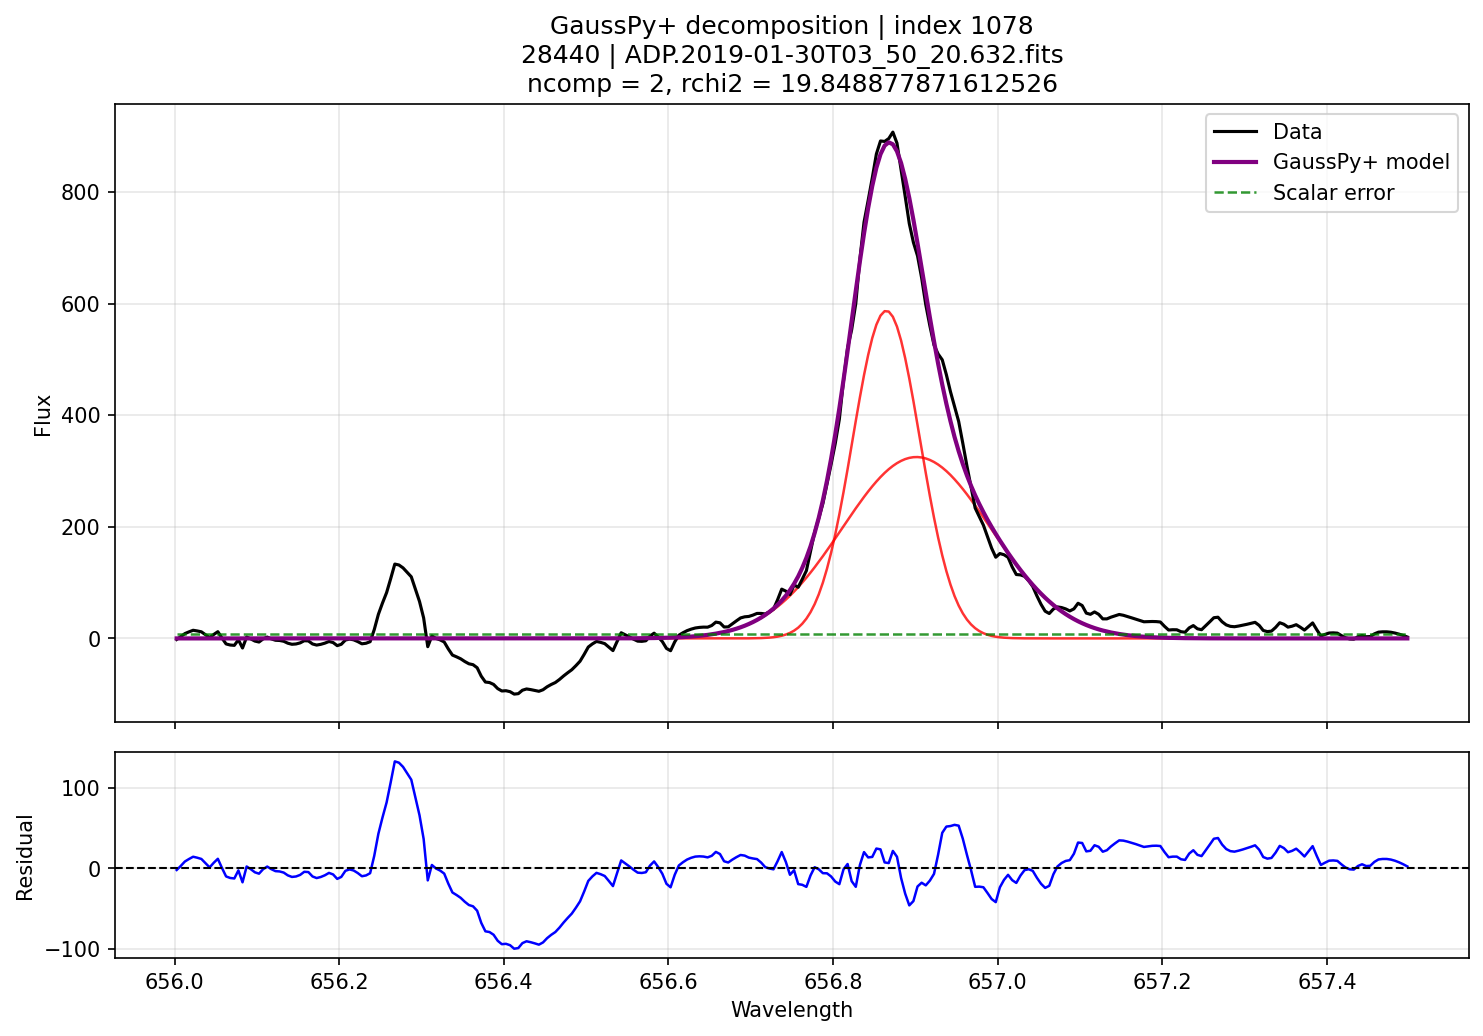 GaussPy+ decomposition | index 1078
28440 | ADP.2019-01-30T03_50_20.632.fits
ncomp = 2, rchi2 = 19.848877871612526
Data
GaussPy+ model
Scalar error
Flux
800
600
400
200
0
Residual
100
0
−100
656.0 656.2 656.4 656.6 656.8 657.0 657.2 657.4
Wavelength